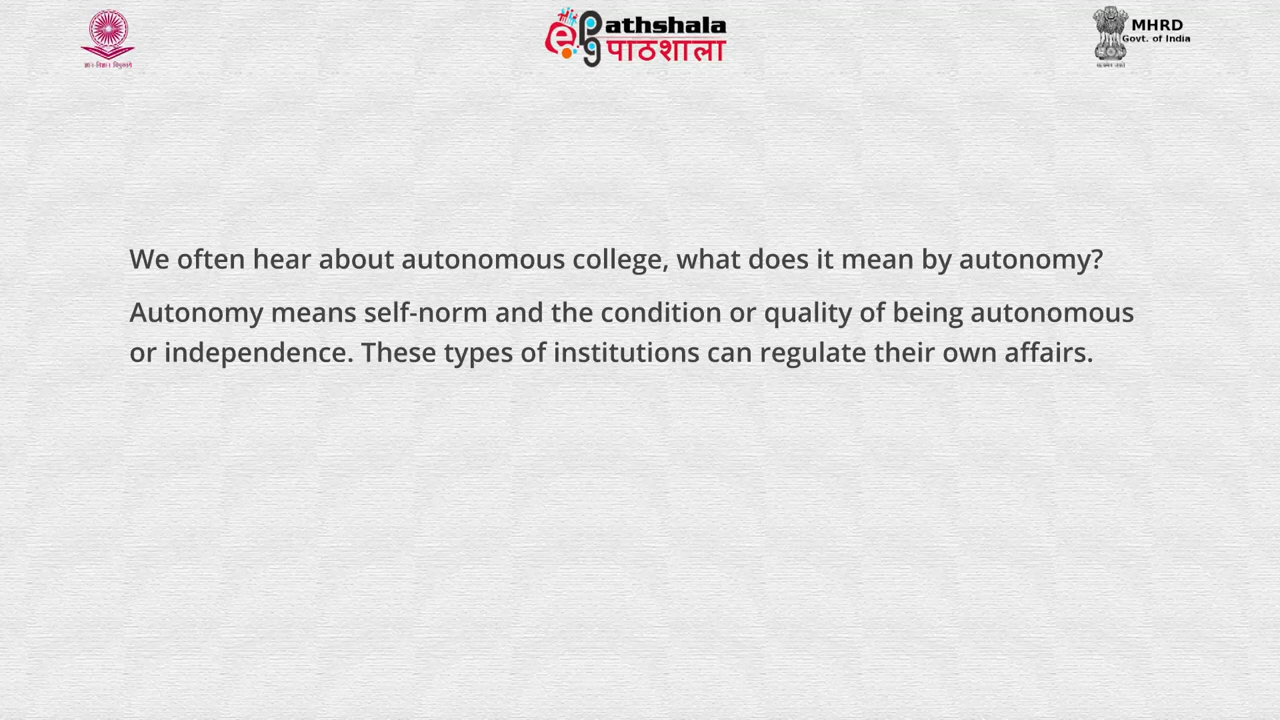 ePG Pathshala
पाठशाला
MHRD
Govt. of India
We often hear about autonomous college, what does it mean by autonomy?
Autonomy means self-norm and the condition or quality of being autonomous
or independence. These types of institutions can regulate their own affairs.